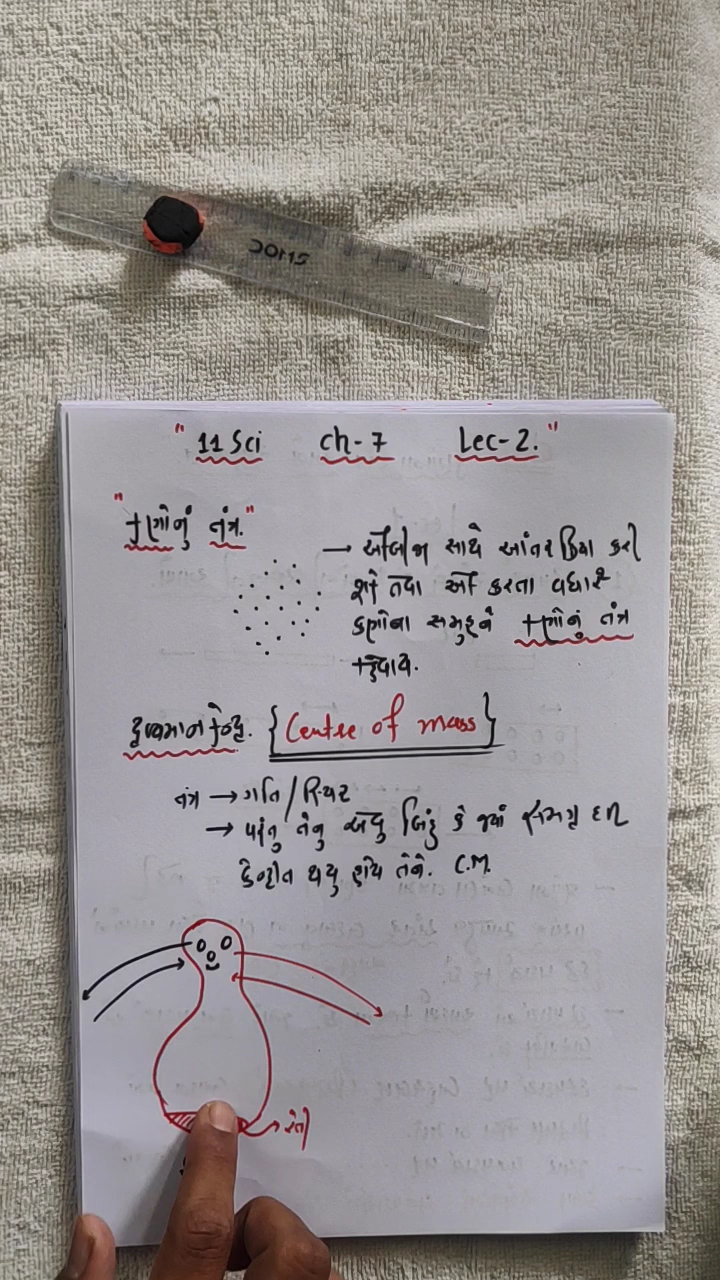 DOMS
"11 Sci ch-7 Lec-2."
"કણોનું તંત્ર."
→ એકબીજા સાથે આંતરક્રિયા કરી
શકે તેવા કરતા વધારે
કણોના સમુહને કણોનું તંત્ર
કહેવાય.
દ્રવ્યમાન કેન્દ્ર. {Centre of mass}
તંત્ર → ગતિ / સ્થિર
→ પરંતુ તેનુ એવુ બિંદુ કે જ્યાં સમગ્ર દળ
કેન્દ્રીત થયુ હોય તેને. C.M.
→ રેતી